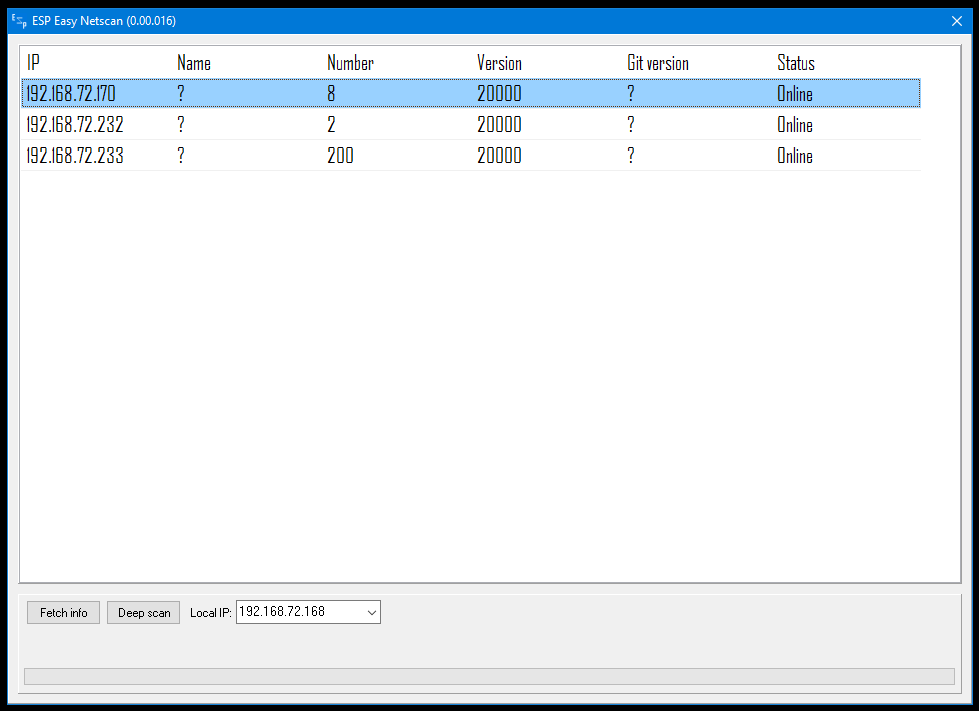 ESP Easy Netscan (0.00.016)
IP Name Number Version Git version Status
192.168.72.170 ? 8 20000 ? Online
192.168.72.232 ? 2 20000 ? Online
192.168.72.233 ? 200 20000 ? Online
Fetch info Deep scan Local IP: 192.168.72.168